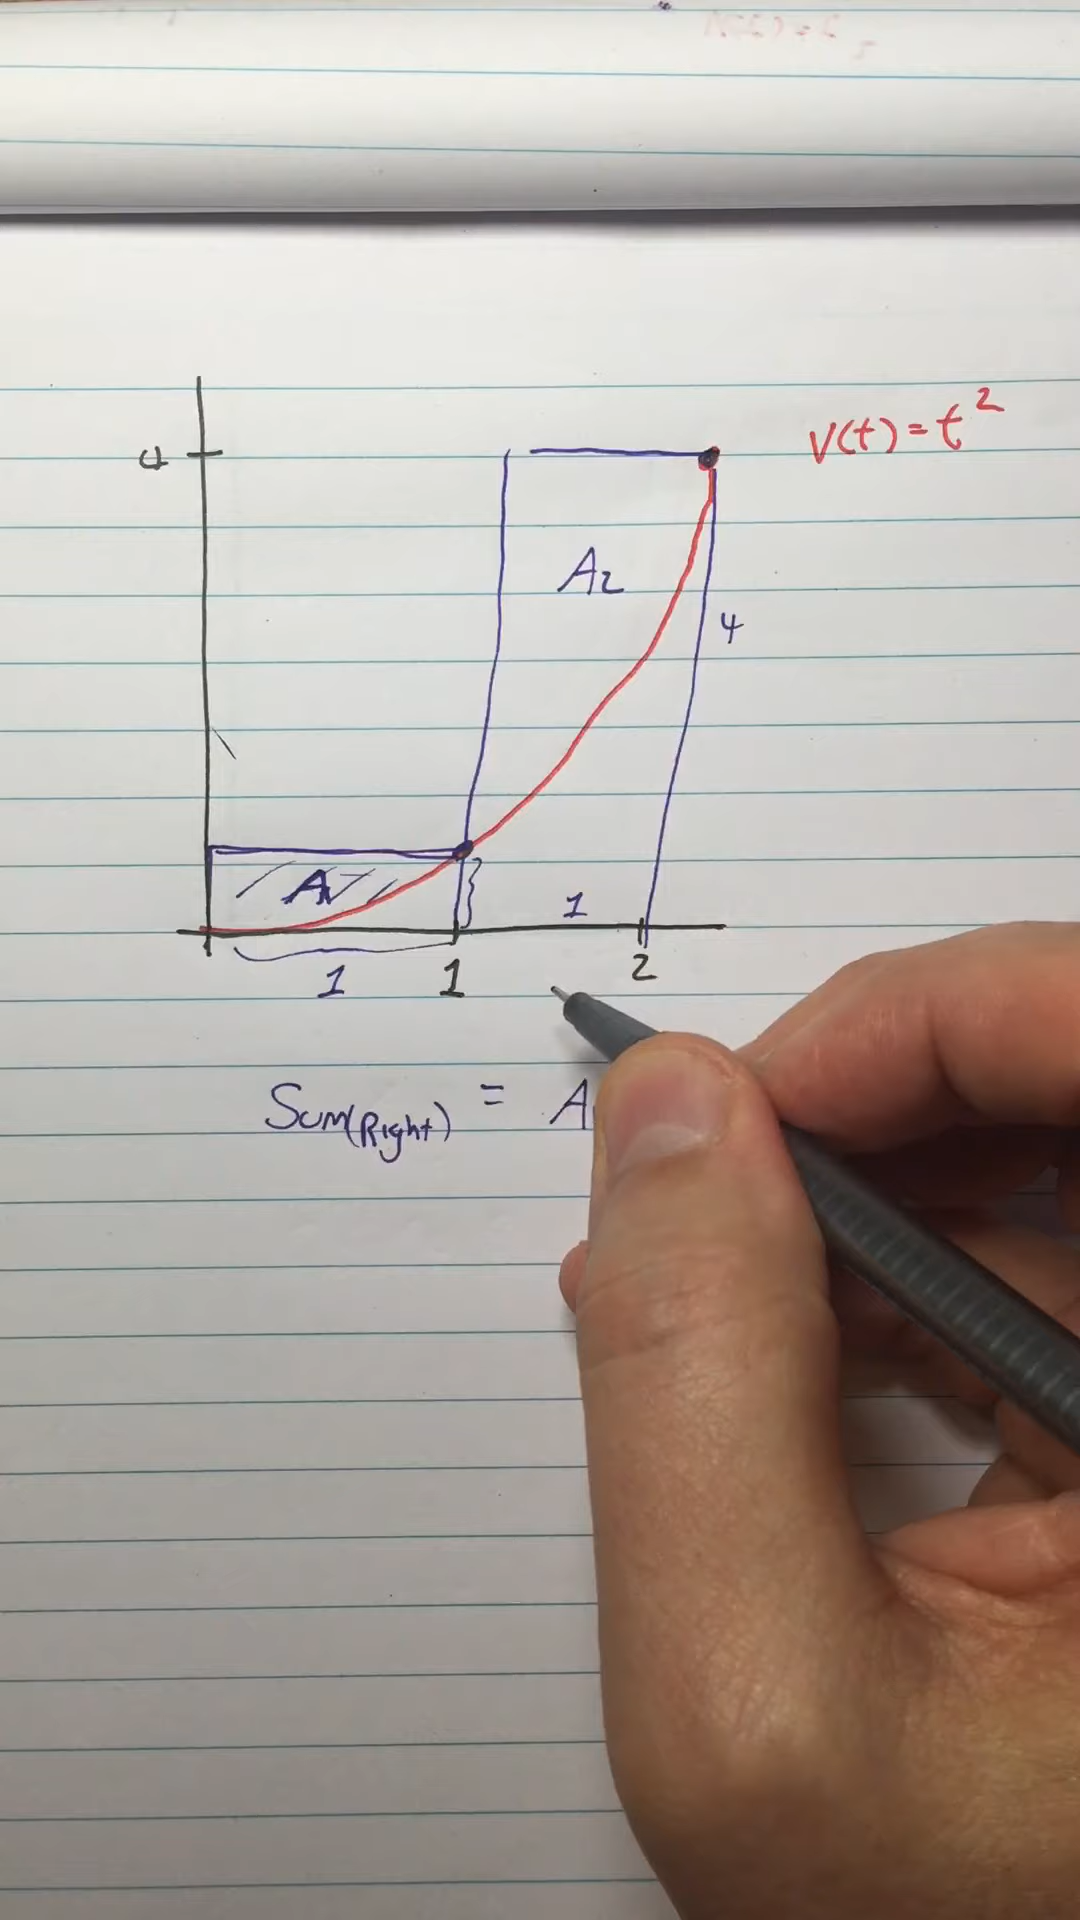 V(t) = t²
4
A₂
4
A₁
1
1
1
2
Sum(Right) = A